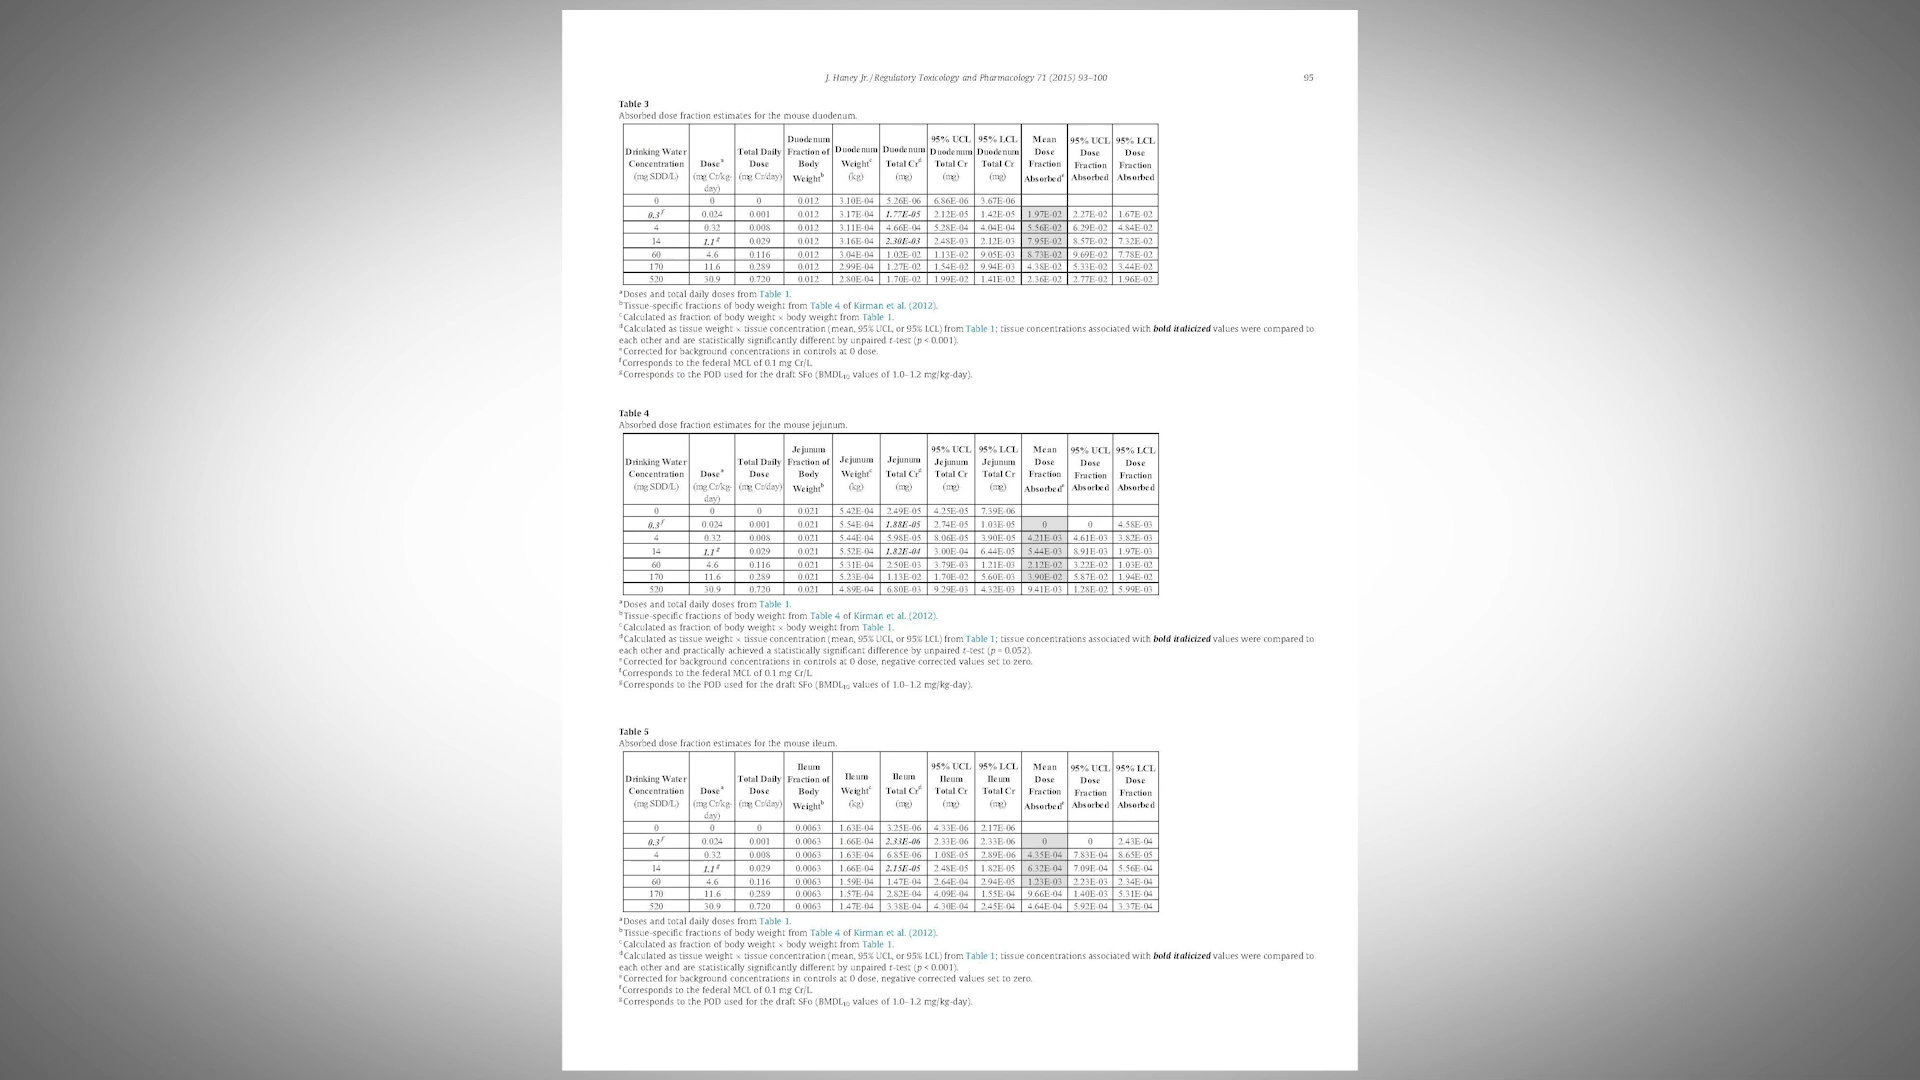 J. Haney Jr. / Regulatory Toxicology and Pharmacology 71 (2015) 93–100 95
Table 3
Absorbed dose fraction estimates for the mouse duodenum.
Drinking Water Concentration (mg SDD/L) Doseᵃ (mg Cr/kg-day) Total Daily Dose (mg Cr/day) Duodenum Fraction of Body Weightᵇ Duodenum Weightᶜ (kg) Duodenum Total Crᵈ (mg) 95% UCL Duodenum Total Cr (mg) 95% LCL Duodenum Total Cr (mg) Mean Dose Fraction Absorbedᵉ 95% UCL Dose Fraction Absorbed 95% LCL Dose Fraction Absorbed
0 0 0 0.012 3.10E-04 5.26E-06 6.86E-06 3.67E-06
0.3ᶠ 0.024 0.001 0.012 3.17E-04 1.77E-05 2.12E-05 1.42E-05 1.97E-02 2.27E-02 1.67E-02
4 0.32 0.008 0.012 3.11E-04 4.66E-04 5.28E-04 4.04E-04 5.56E-02 6.29E-02 4.84E-02
14 1.1ᵍ 0.029 0.012 3.16E-04 2.30E-03 2.48E-03 2.12E-03 7.95E-02 8.57E-02 7.32E-02
60 4.6 0.116 0.012 3.04E-04 1.02E-02 1.13E-02 9.05E-03 8.73E-02 9.69E-02 7.78E-02
170 11.6 0.289 0.012 2.99E-04 1.27E-02 1.54E-02 9.94E-03 4.38E-02 5.33E-02 3.44E-02
520 30.9 0.720 0.012 2.80E-04 1.70E-02 1.99E-02 1.41E-02 2.36E-02 2.77E-02 1.96E-02
ᵃ Doses and total daily doses from Table 1.
ᵇ Tissue-specific fractions of body weight from Table 4 of Kirman et al. (2012).
ᶜ Calculated as fraction of body weight × body weight from Table 1.
ᵈ Calculated as tissue weight × tissue concentration (mean, 95% UCL, or 95% LCL) from Table 1; tissue concentrations associated with bold italicized values were compared to
each other and are statistically significantly different by unpaired t-test (p < 0.001).
ᵉ Corrected for background concentrations in controls at 0 dose.
ᶠ Corresponds to the federal MCL of 0.1 mg Cr/L.
ᵍ Corresponds to the POD used for the draft SFo (BMDL₁₀ values of 1.0–1.2 mg/kg-day).
Table 4
Absorbed dose fraction estimates for the mouse jejunum.
Drinking Water Concentration (mg SDD/L) Doseᵃ (mg Cr/kg-day) Total Daily Dose (mg Cr/day) Jejunum Fraction of Body Weightᵇ Jejunum Weightᶜ (kg) Jejunum Total Crᵈ (mg) 95% UCL Jejunum Total Cr (mg) 95% LCL Jejunum Total Cr (mg) Mean Dose Fraction Absorbedᵉ 95% UCL Dose Fraction Absorbed 95% LCL Dose Fraction Absorbed
0 0 0 0.021 5.42E-04 2.49E-05 4.25E-05 7.39E-06
0.3ᶠ 0.024 0.001 0.021 5.54E-04 1.88E-05 2.74E-05 1.03E-05 0 0 4.58E-03
4 0.32 0.008 0.021 5.44E-04 5.98E-05 8.06E-05 3.90E-05 4.21E-03 4.61E-03 3.82E-03
14 1.1ᵍ 0.029 0.021 5.52E-04 1.82E-04 3.00E-04 6.44E-05 5.44E-03 8.91E-03 1.97E-03
60 4.6 0.116 0.021 5.31E-04 2.50E-03 3.79E-03 1.21E-03 2.12E-02 3.22E-02 1.03E-02
170 11.6 0.289 0.021 5.23E-04 1.13E-02 1.70E-02 5.60E-03 3.90E-02 5.87E-02 1.94E-02
520 30.9 0.720 0.021 4.89E-04 6.80E-03 9.29E-03 4.32E-03 9.41E-03 1.28E-02 5.99E-03
ᵃ Doses and total daily doses from Table 1.
ᵇ Tissue-specific fractions of body weight from Table 4 of Kirman et al. (2012).
ᶜ Calculated as fraction of body weight × body weight from Table 1.
ᵈ Calculated as tissue weight × tissue concentration (mean, 95% UCL, or 95% LCL) from Table 1; tissue concentrations associated with bold italicized values were compared to
each other and practically achieved a statistically significant difference by unpaired t-test (p = 0.052).
ᵉ Corrected for background concentrations in controls at 0 dose, negative corrected values set to zero.
ᶠ Corresponds to the federal MCL of 0.1 mg Cr/L.
ᵍ Corresponds to the POD used for the draft SFo (BMDL₁₀ values of 1.0–1.2 mg/kg-day).
Table 5
Absorbed dose fraction estimates for the mouse ileum.
Drinking Water Concentration (mg SDD/L) Doseᵃ (mg Cr/kg-day) Total Daily Dose (mg Cr/day) Ileum Fraction of Body Weightᵇ Ileum Weightᶜ (kg) Ileum Total Crᵈ (mg) 95% UCL Ileum Total Cr (mg) 95% LCL Ileum Total Cr (mg) Mean Dose Fraction Absorbedᵉ 95% UCL Dose Fraction Absorbed 95% LCL Dose Fraction Absorbed
0 0 0 0.0063 1.63E-04 3.25E-06 4.33E-06 2.17E-06
0.3ᶠ 0.024 0.001 0.0063 1.66E-04 2.33E-06 2.33E-06 2.33E-06 0 0 2.43E-04
4 0.32 0.008 0.0063 1.63E-04 6.85E-06 1.08E-05 2.89E-06 4.35E-04 7.83E-04 8.65E-05
14 1.1ᵍ 0.029 0.0063 1.66E-04 2.15E-05 2.48E-05 1.82E-05 6.32E-04 7.09E-04 5.56E-04
60 4.6 0.116 0.0063 1.59E-04 1.47E-04 2.64E-04 2.94E-05 1.23E-03 2.23E-03 2.34E-04
170 11.6 0.289 0.0063 1.57E-04 2.82E-04 4.09E-04 1.55E-04 9.66E-04 1.40E-03 5.31E-04
520 30.9 0.720 0.0063 1.47E-04 3.38E-04 4.30E-04 2.45E-04 4.64E-04 5.92E-04 3.37E-04
ᵃ Doses and total daily doses from Table 1.
ᵇ Tissue-specific fractions of body weight from Table 4 of Kirman et al. (2012).
ᶜ Calculated as fraction of body weight × body weight from Table 1.
ᵈ Calculated as tissue weight × tissue concentration (mean, 95% UCL, or 95% LCL) from Table 1; tissue concentrations associated with bold italicized values were compared to
each other and are statistically significantly different by unpaired t-test (p < 0.001).
ᵉ Corrected for background concentrations in controls at 0 dose, negative corrected values set to zero.
ᶠ Corresponds to the federal MCL of 0.1 mg Cr/L.
ᵍ Corresponds to the POD used for the draft SFo (BMDL₁₀ values of 1.0–1.2 mg/kg-day).